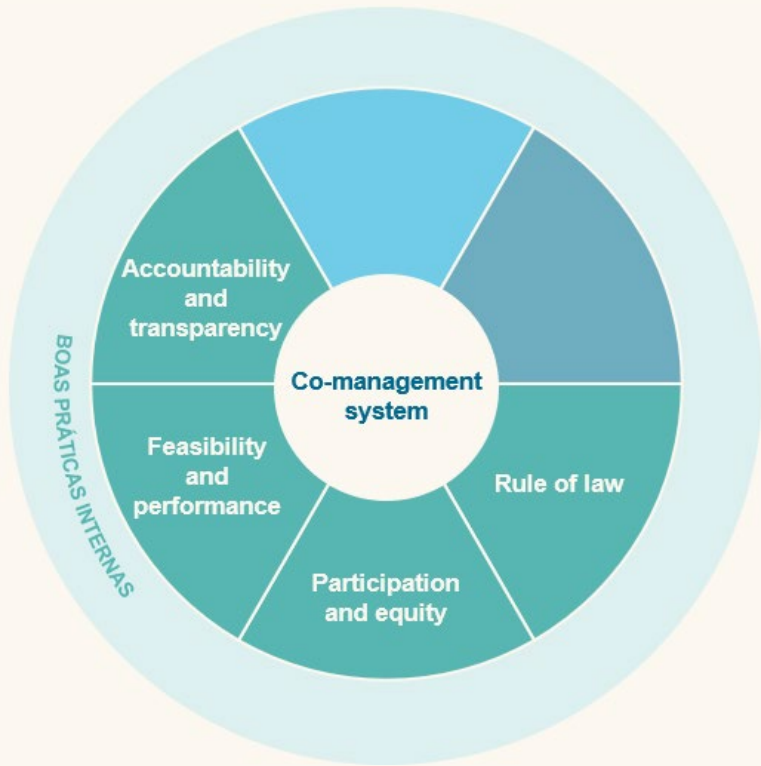 Accountability
and
transparency
Co-management
system
Feasibility
and
performance
Rule of law
Participation
and equity
BOAS PRÁTICAS INTERNAS